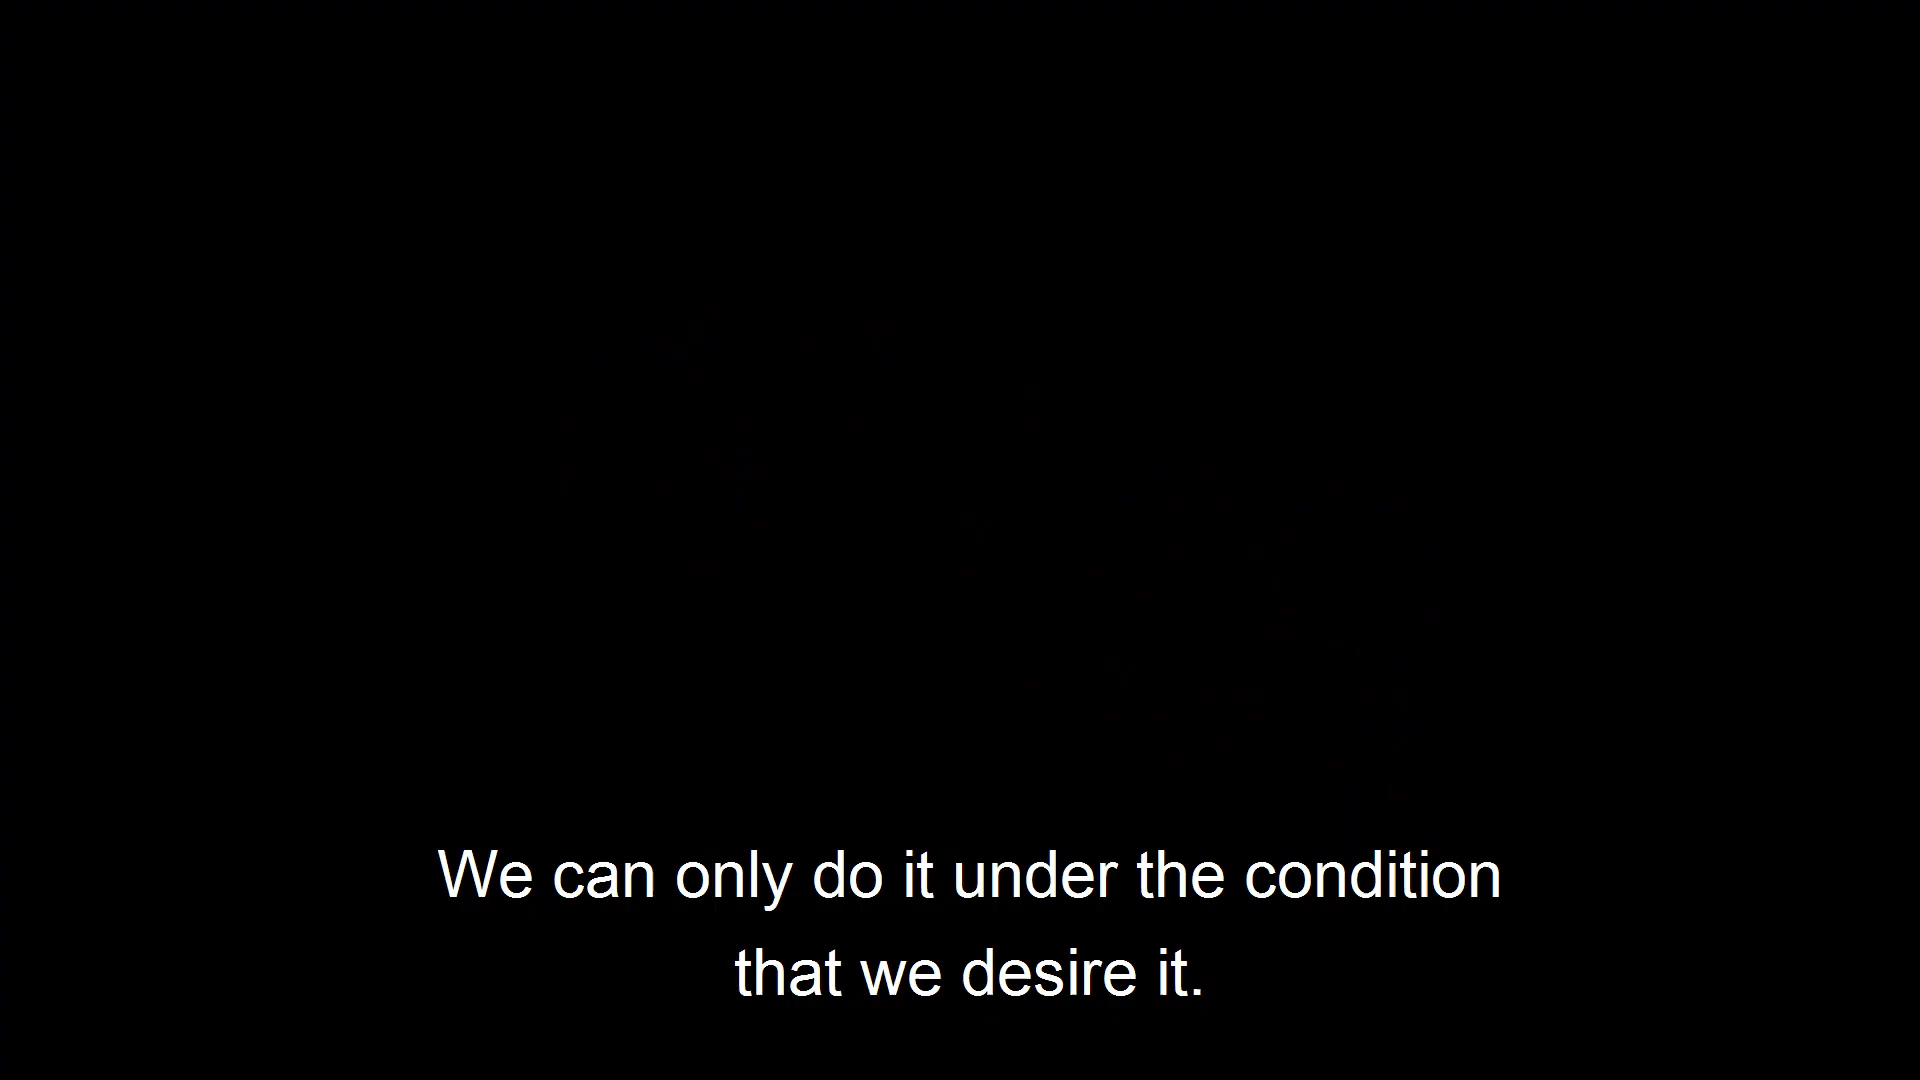 We can only do it under the condition
that we desire it.